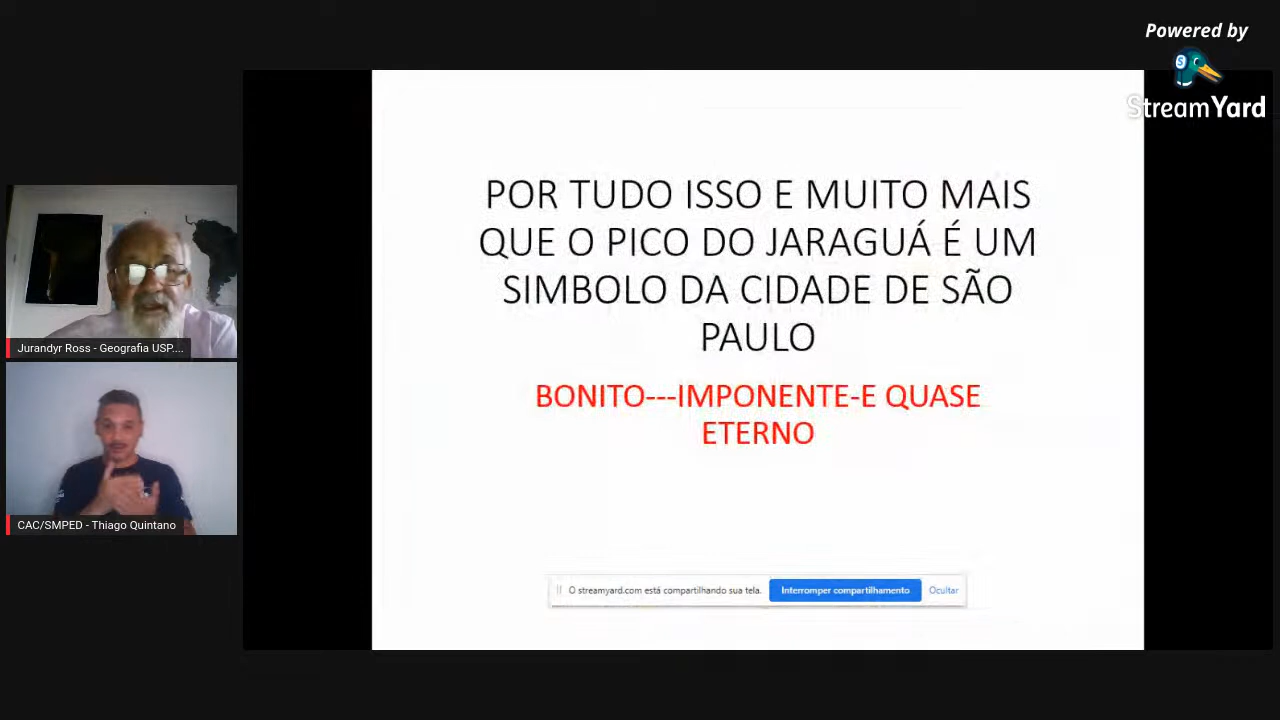 Powered by
StreamYard
POR TUDO ISSO E MUITO MAIS
QUE O PICO DO JARAGUÁ É UM
SIMBOLO DA CIDADE DE SÃO
PAULO
BONITO---IMPONENTE-E QUASE
ETERNO
Jurandyr Ross - Geografia USP....
CAC/SMPED - Thiago Quintano
O streamyard.com está compartilhando sua tela. Interromper compartilhamento Ocultar